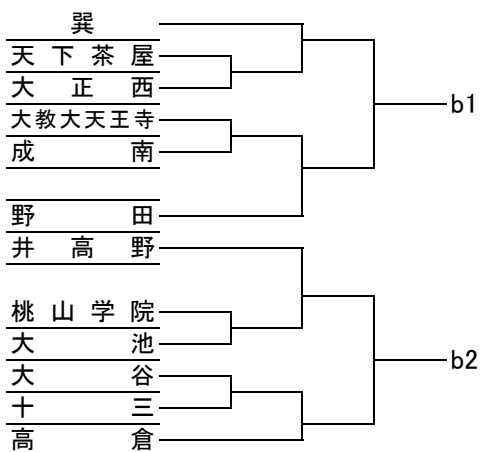 巽
天下茶屋
大正西
大教大天王寺
成南
野田
井高野
桃山学院
大池
大谷
十三
高倉
b1
b2